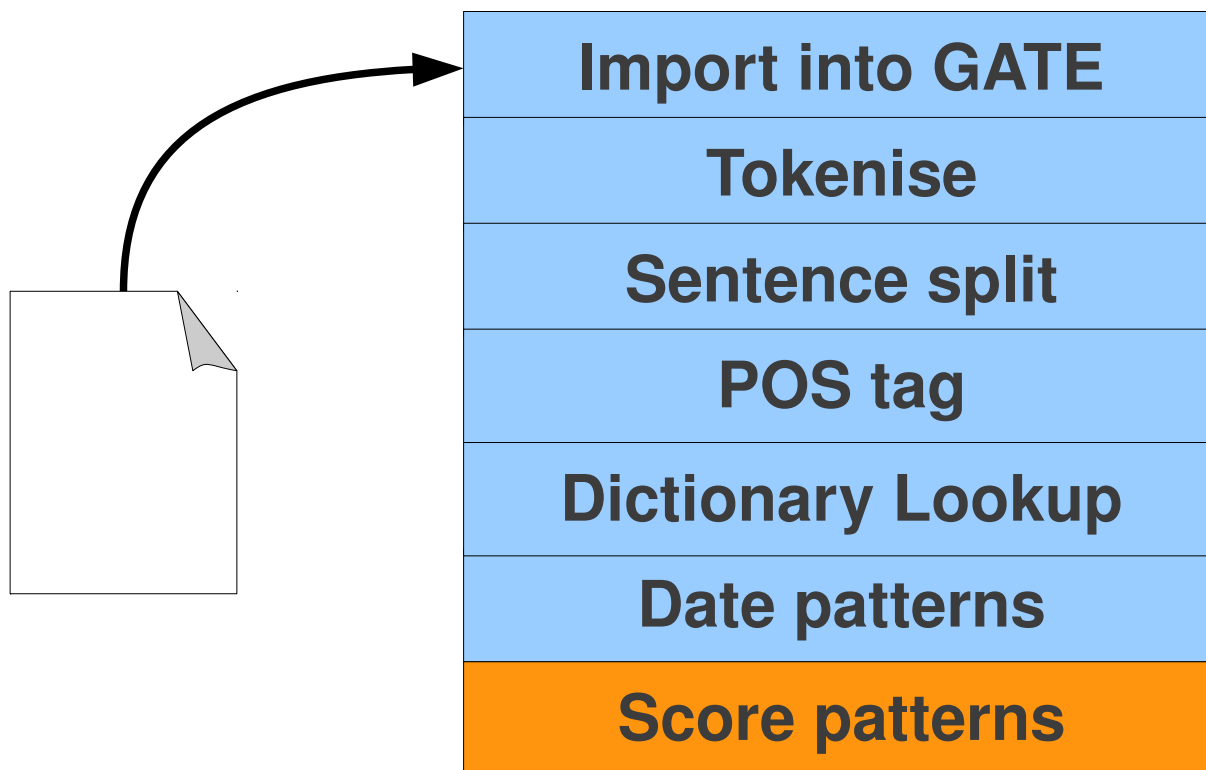 Import into GATE
Tokenise
Sentence split
POS tag
Dictionary Lookup
Date patterns
Score patterns